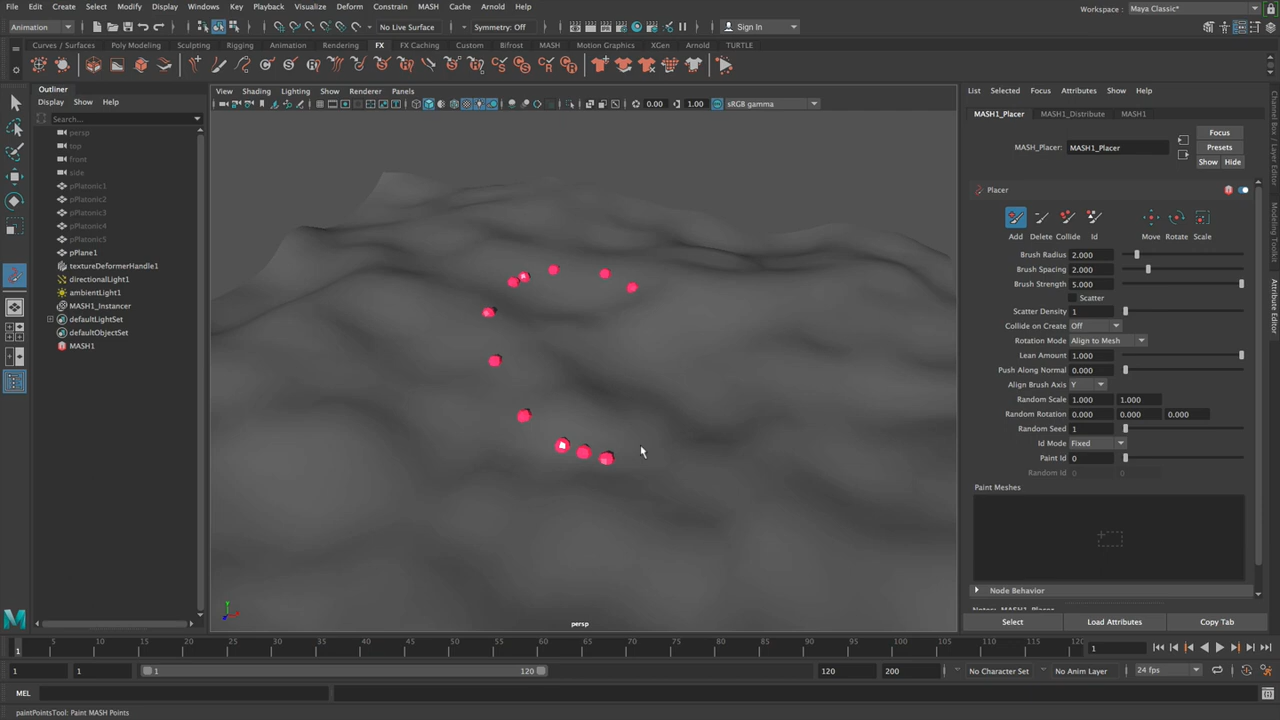 File Edit Create Select Modify Display Windows Key Playback Visualize Deform Constrain MASH Cache Arnold Help
Workspace : Maya Classic*
Animation
No Live Surface
Symmetry: Off
Sign In
Curves / Surfaces Poly Modeling Sculpting Rigging Animation Rendering FX FX Caching Custom Bifrost MASH Motion Graphics XGen Arnold TURTLE
Outliner
Display Show Help
Search...
persp
top
front
side
pPlatonic1
pPlatonic2
pPlatonic3
pPlatonic4
pPlatonic5
pPlane1
textureDeformerHandle1
directionalLight1
ambientLight1
MASH1_Instancer
defaultLightSet
defaultObjectSet
MASH1
View Shading Lighting Show Renderer Panels
0.00 1.00 sRGB gamma
persp
List Selected Focus Attributes Show Help
MASH1_Placer MASH1_Distribute MASH1
MASH_Placer: MASH1_Placer
Focus
Presets
Show Hide
Placer
Add Delete Collide Id Move Rotate Scale
Brush Radius 2.000
Brush Spacing 2.000
Brush Strength 5.000
Scatter
Scatter Density 1
Collide on Create Off
Rotation Mode Align to Mesh
Lean Amount 1.000
Push Along Normal 0.000
Align Brush Axis Y
Random Scale 1.000 1.000
Random Rotation 0.000 0.000 0.000
Random Seed 1
Id Mode Fixed
Paint Id 0
Random Id 0 0
Paint Meshes
Node Behavior
Select Load Attributes Copy Tab
Channel Box / Layer Editor
Modeling Toolkit
Attribute Editor
1 5 10 15 20 25 30 35 40 45 50 55 60 65 70 75 80 85 90 95 100 105 110 115 120
1
1 1 1 120 120 200 No Character Set No Anim Layer 24 fps
MEL
paintPointsTool: Paint MASH Points